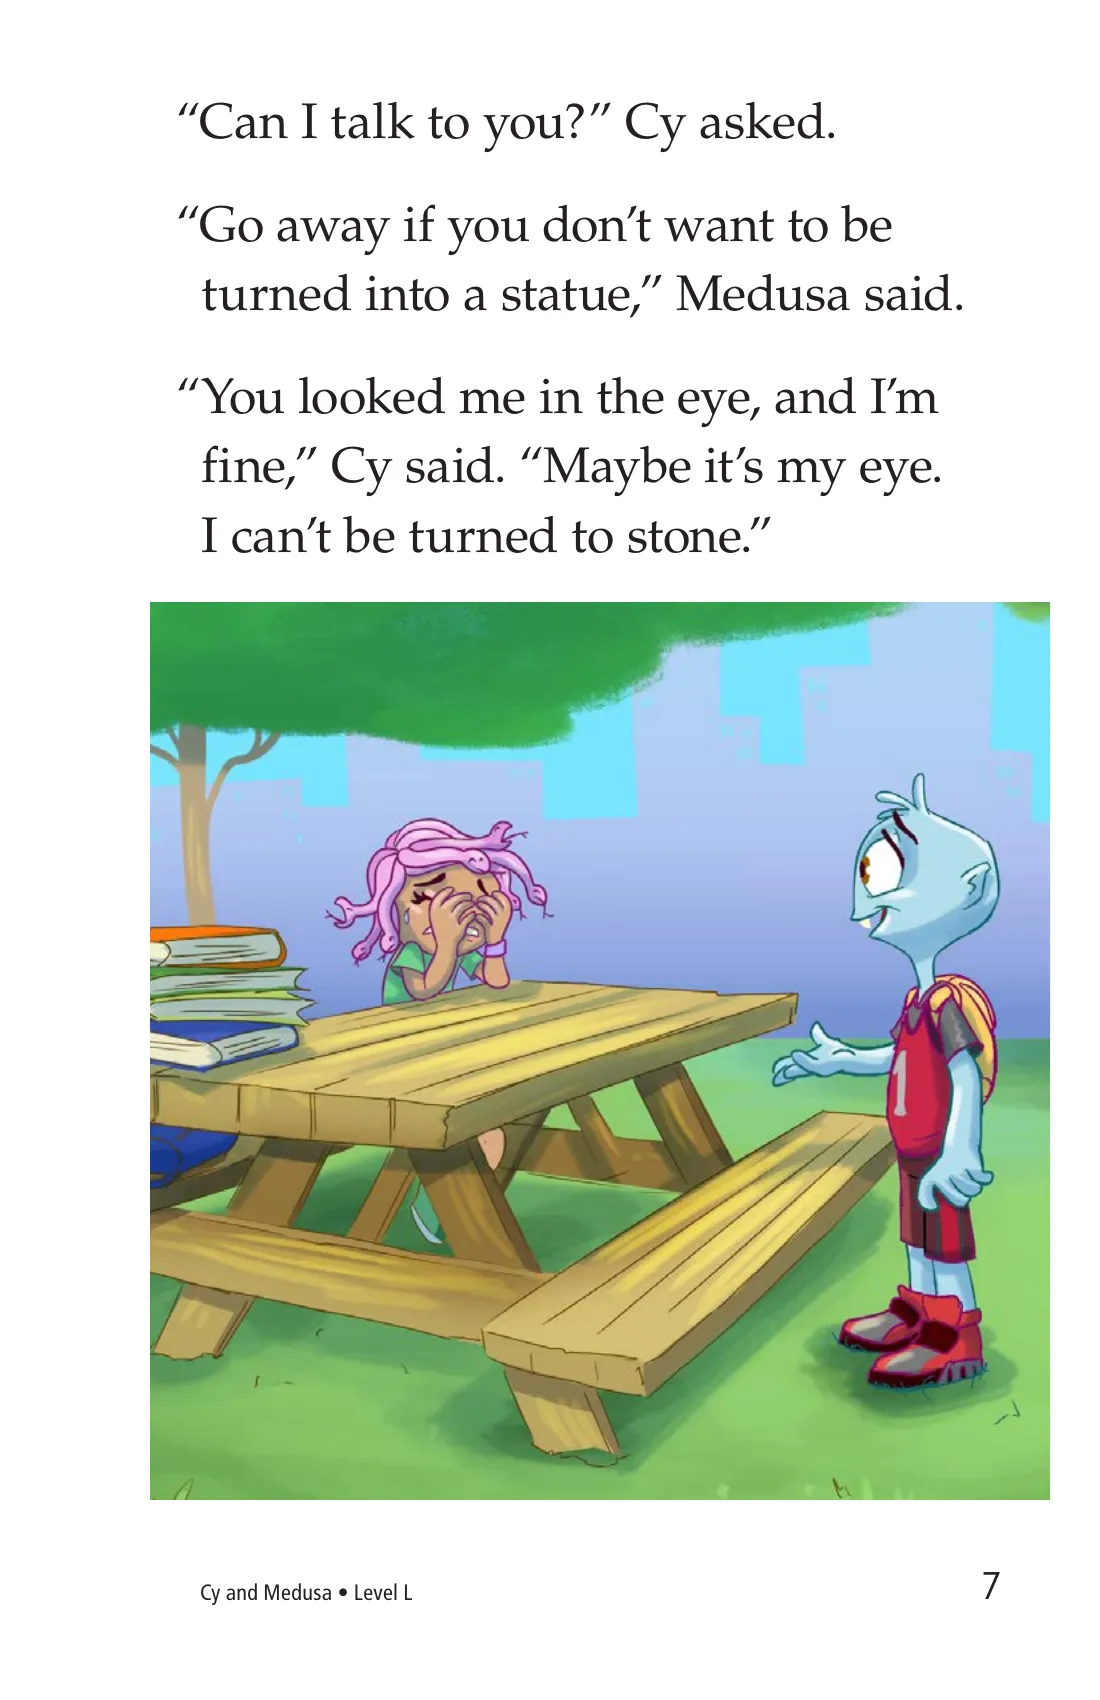 “Can I talk to you?” Cy asked.
“Go away if you don’t want to be
turned into a statue,” Medusa said.
“You looked me in the eye, and I’m
fine,” Cy said. “Maybe it’s my eye.
I can’t be turned to stone.”
1
Cy and Medusa • Level L
7